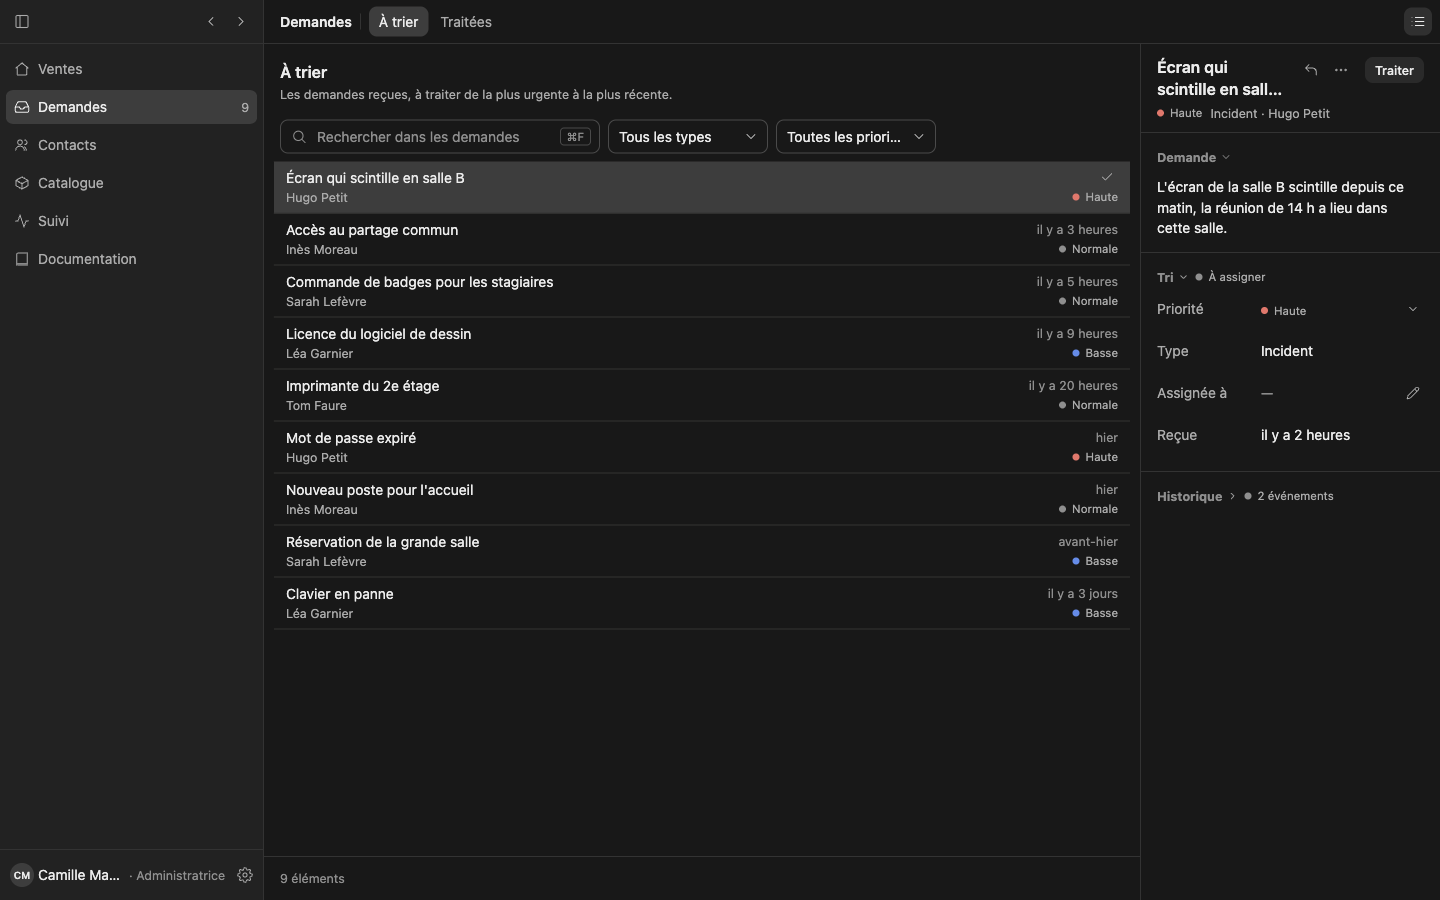 Ventes
Demandes 9
Contacts
Catalogue
Suivi
Documentation
CM Camille Ma... · Administratrice
Demandes À trier Traitées
À trier
Les demandes reçues, à traiter de la plus urgente à la plus récente.
Rechercher dans les demandes ⌘F Tous les types Toutes les priori...
Écran qui scintille en salle B
Hugo Petit Haute
Accès au partage commun il y a 3 heures
Inès Moreau Normale
Commande de badges pour les stagiaires il y a 5 heures
Sarah Lefèvre Normale
Licence du logiciel de dessin il y a 9 heures
Léa Garnier Basse
Imprimante du 2e étage il y a 20 heures
Tom Faure Normale
Mot de passe expiré hier
Hugo Petit Haute
Nouveau poste pour l'accueil hier
Inès Moreau Normale
Réservation de la grande salle avant-hier
Sarah Lefèvre Basse
Clavier en panne il y a 3 jours
Léa Garnier Basse
9 éléments
Écran qui
scintille en sall...
Traiter
Haute Incident · Hugo Petit
Demande
L'écran de la salle B scintille depuis ce
matin, la réunion de 14 h a lieu dans
cette salle.
Tri À assigner
Priorité Haute
Type Incident
Assignée à —
Reçue il y a 2 heures
Historique 2 événements